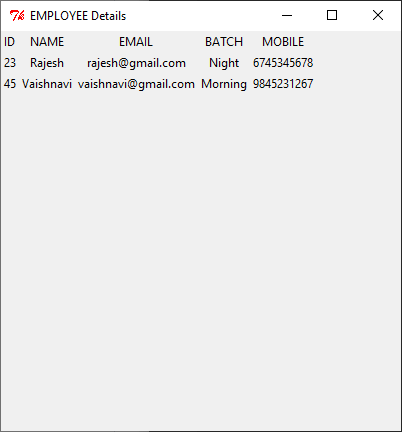 EMPLOYEE Details
ID NAME EMAIL BATCH MOBILE
23 Rajesh rajesh@gmail.com Night 6745345678
45 Vaishnavi vaishnavi@gmail.com Morning 9845231267